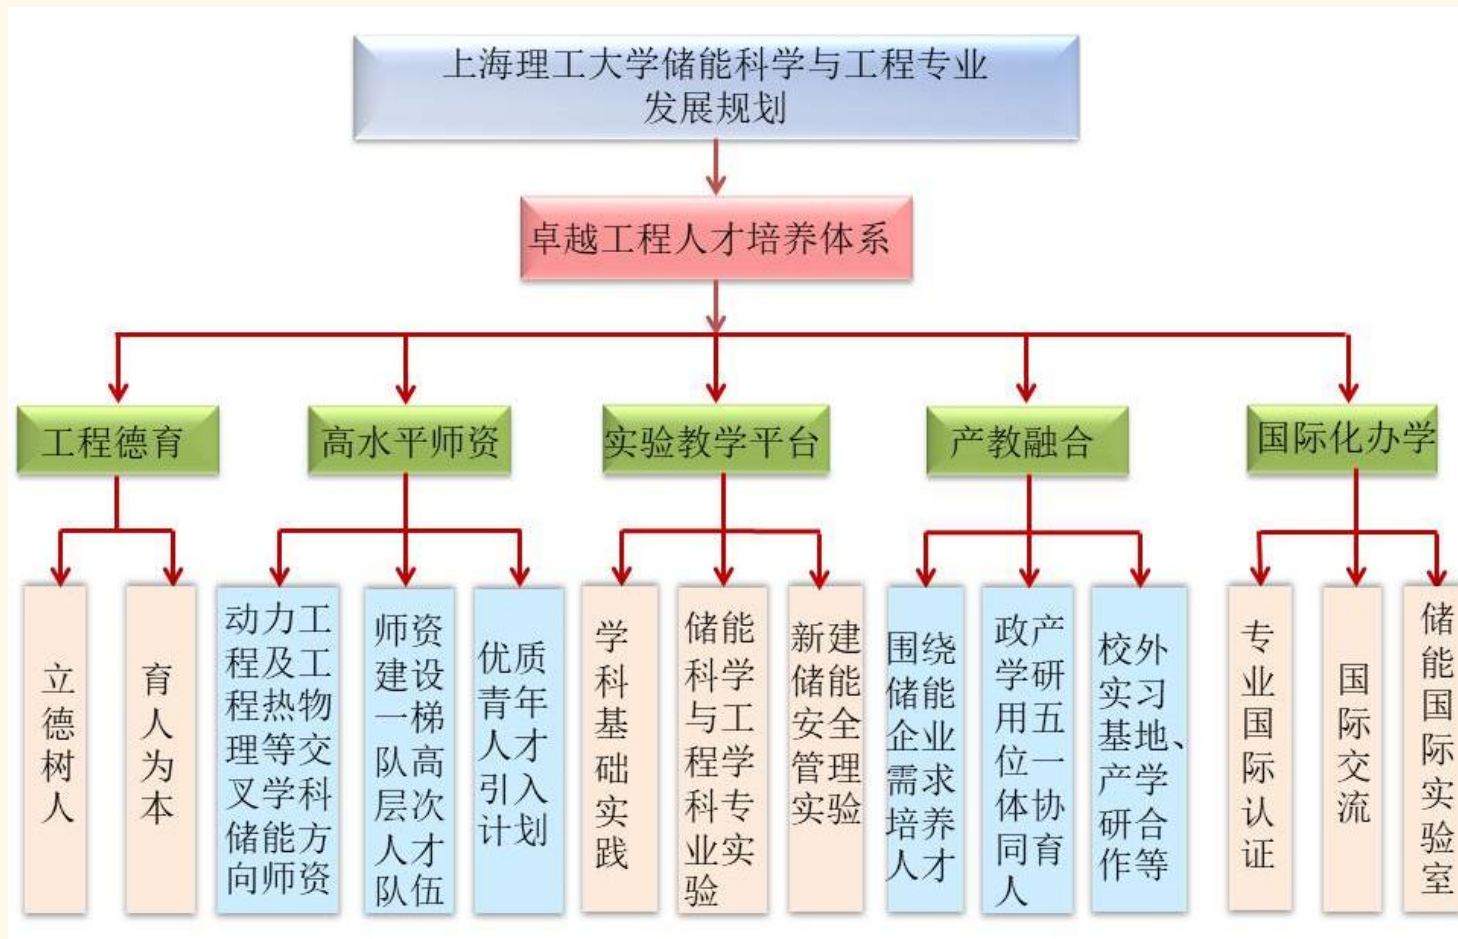 上海理工大学储能科学与工程专业
发展规划
卓越工程人才培养体系
工程德育
高水平师资
实验教学平台
产教融合
国际化办学
立德树人
育人为本
动力工
程及工
程热物
理等交
叉学科
储能方
向师资
师资
建设
一梯
队高
层次
人才
队伍
优质
青年
人才
引入
计划
学科基础实践
储能
科学
与工
程学
科专
业实
验
新建
储能
安全
管理
实验
围绕
储能
企业
需求
培养
人才
政产
学研
用五
位一
体协
同育
人
校外
实习
基地、
产学
研合
作等
专业国际认证
国际交流
储能国际实验室